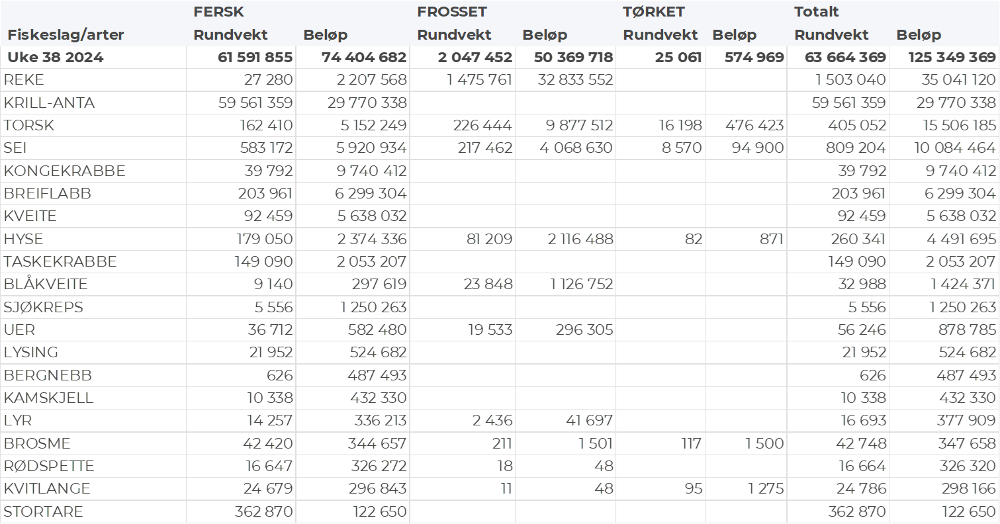 FERSK FROSSET TØRKET Totalt
Fiskeslag/arter Rundvekt Beløp Rundvekt Beløp Rundvekt Beløp Rundvekt Beløp
Uke 38 2024 61 591 855 74 404 682 2 047 452 50 369 718 25 061 574 969 63 664 369 125 349 369
REKE 27 280 2 207 568 1 475 761 32 833 552 1 503 040 35 041 120
KRILL-ANTA 59 561 359 29 770 338 59 561 359 29 770 338
TORSK 162 410 5 152 249 226 444 9 877 512 16 198 476 423 405 052 15 506 185
SEI 583 172 5 920 934 217 462 4 068 630 8 570 94 900 809 204 10 084 464
KONGEKRABBE 39 792 9 740 412 39 792 9 740 412
BREIFLABB 203 961 6 299 304 203 961 6 299 304
KVEITE 92 459 5 638 032 92 459 5 638 032
HYSE 179 050 2 374 336 81 209 2 116 488 82 871 260 341 4 491 695
TASKEKRABBE 149 090 2 053 207 149 090 2 053 207
BLÅKVEITE 9 140 297 619 23 848 1 126 752 32 988 1 424 371
SJØKREPS 5 556 1 250 263 5 556 1 250 263
UER 36 712 582 480 19 533 296 305 56 246 878 785
LYSING 21 952 524 682 21 952 524 682
BERGNEBB 626 487 493 626 487 493
KAMSKJELL 10 338 432 330 10 338 432 330
LYR 14 257 336 213 2 436 41 697 16 693 377 909
BROSME 42 420 344 657 211 1 501 117 1 500 42 748 347 658
RØDSPETTE 16 647 326 272 18 48 16 664 326 320
KVITLANGE 24 679 296 843 11 48 95 1 275 24 786 298 166
STORTARE 362 870 122 650 362 870 122 650